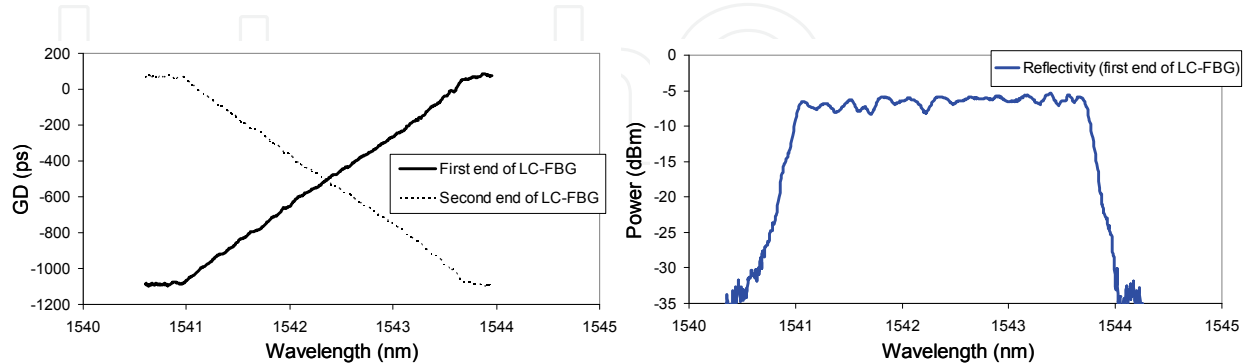 200
0
-200
-400
-600
-800
-1000
-1200
GD (ps)
1540 1541 1542 1543 1544 1545
Wavelength (nm)
First end of LC-FBG
Second end of LC-FBG
0
-5
-10
-15
-20
-25
-30
-35
Power (dBm)
1540 1541 1542 1543 1544 1545
Wavelength (nm)
Reflectivity (first end of LC-FBG)